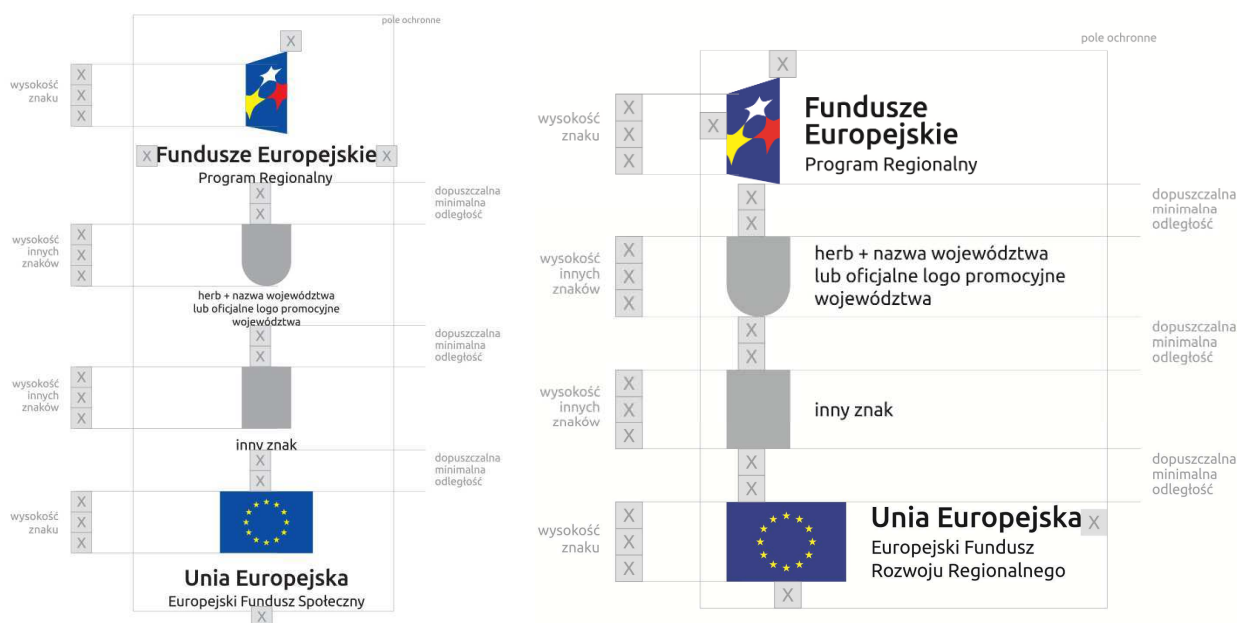 pole ochronne
X
wysokość
znaku
X
X
X
X Fundusze Europejskie X
Program Regionalny
X
X
dopuszczalna
minimalna
odległość
wysokość
innych
znaków
X
X
X
herb + nazwa województwa
lub oficjalne logo promocyjne
województwa
X
X
dopuszczalna
minimalna
odległość
wysokość
innych
znaków
X
X
X
inny znak
X
X
dopuszczalna
minimalna
odległość
wysokość
znaku
X
X
X
Unia Europejska
Europejski Fundusz Społeczny
X
pole ochronne
X
wysokość
znaku
X
X
X
X
Fundusze
Europejskie
Program Regionalny
X
X
dopuszczalna
minimalna
odległość
wysokość
innych
znaków
X
X
X
herb + nazwa województwa
lub oficjalne logo promocyjne
województwa
X
X
dopuszczalna
minimalna
odległość
wysokość
innych
znaków
X
X
X
inny znak
X
X
dopuszczalna
minimalna
odległość
wysokość
znaku
X
X
X
Unia Europejska X
Europejski Fundusz
Rozwoju Regionalnego
X